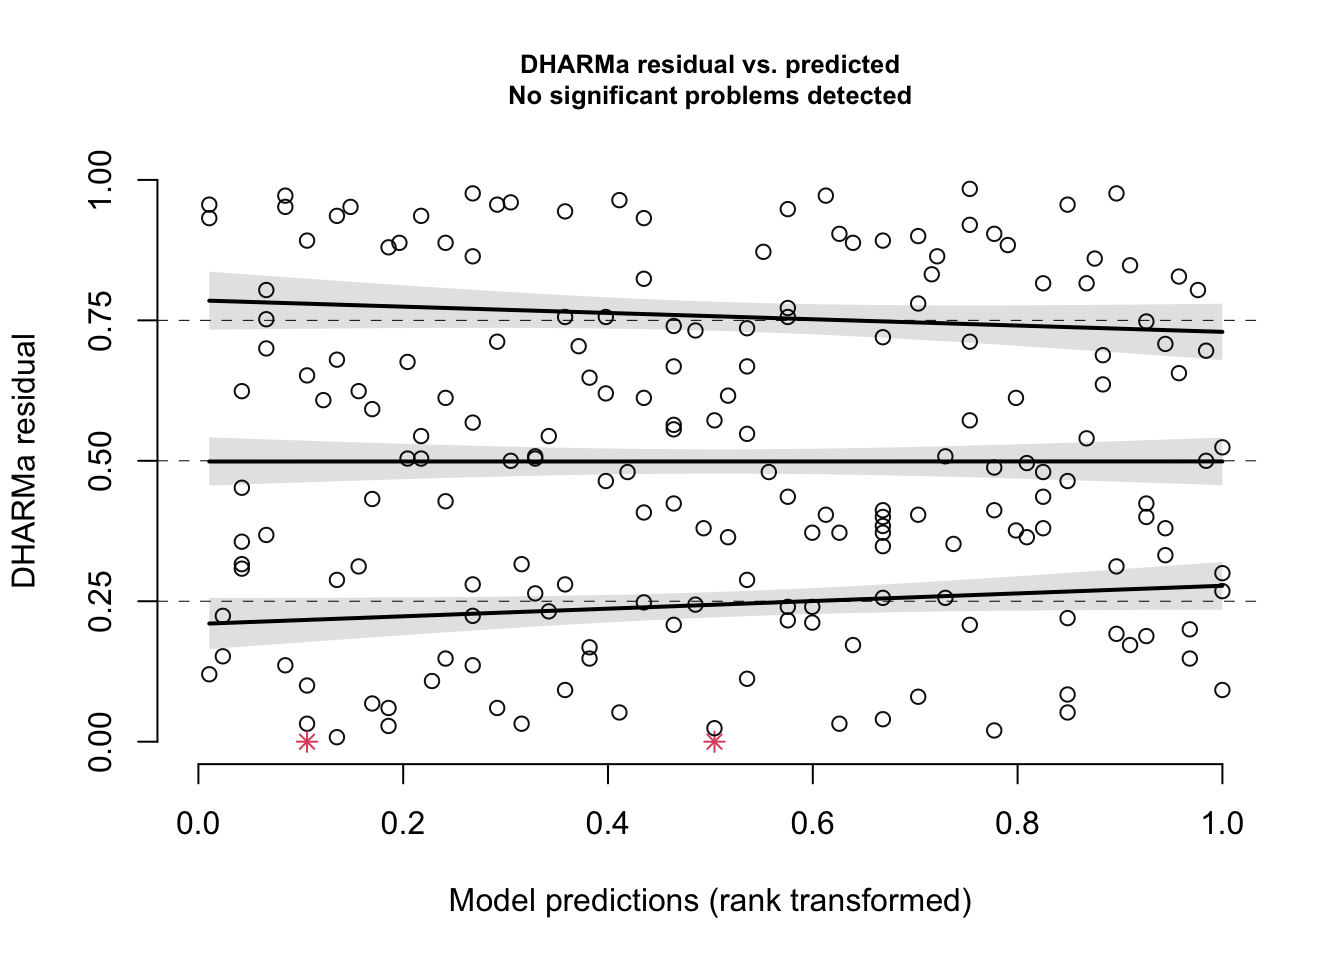 DHARMa residual vs. predicted
No significant problems detected
DHARMa residual
1.00
0.75
0.50
0.25
0.00
0.0 0.2 0.4 0.6 0.8 1.0
Model predictions (rank transformed)